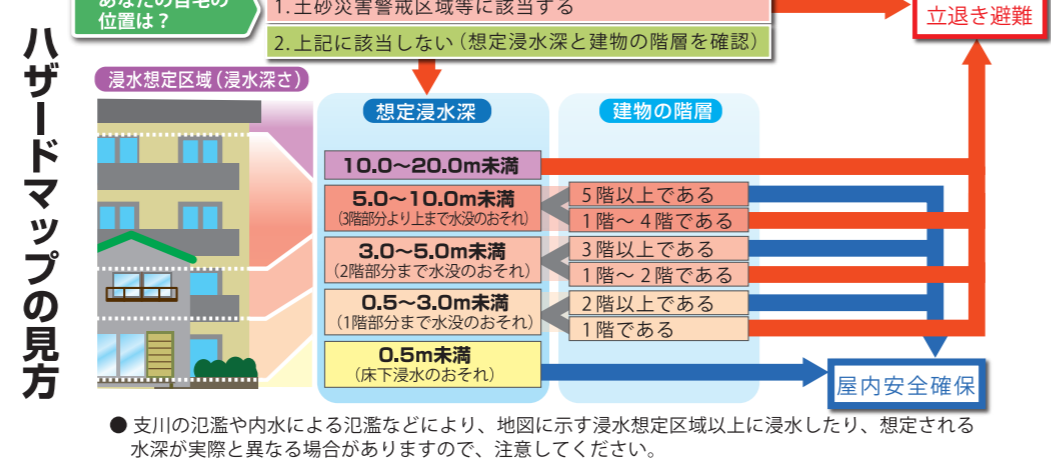 あなたの自宅の
位置は？
1.土砂災害警戒区域等に該当する
2.上記に該当しない（想定浸水深と建物の階層を確認）
立退き避難
ハザードマップの見方
浸水想定区域（浸水深さ）
想定浸水深
建物の階層
10.0～20.0m未満
5.0～10.0m未満
（3階部分より上まで水没のおそれ）
5階以上である
1階～4階である
3.0～5.0m未満
（2階部分まで水没のおそれ）
3階以上である
1階～2階である
0.5～3.0m未満
（1階部分まで水没のおそれ）
2階以上である
1階である
0.5m未満
（床下浸水のおそれ）
屋内安全確保
●支川の氾濫や内水による氾濫などにより、地図に示す浸水想定区域以上に浸水したり、想定される
水深が実際と異なる場合がありますので、注意してください。